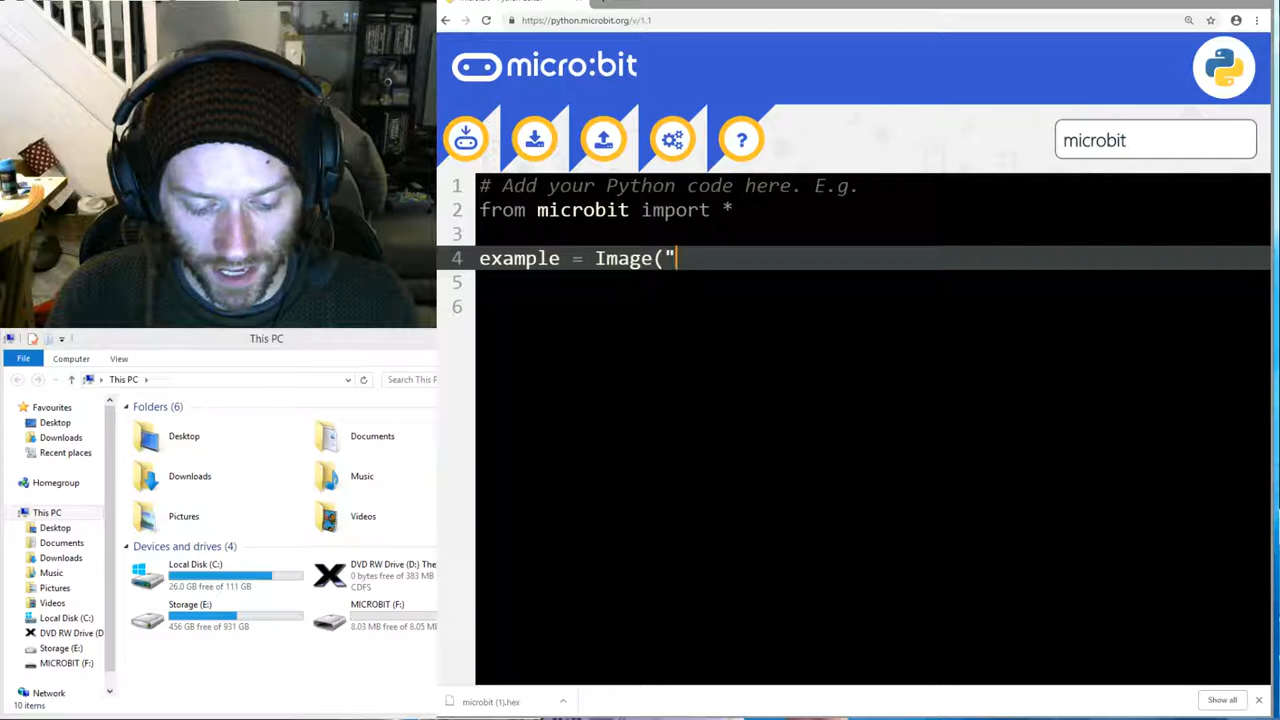 https://python.microbit.org/v/1.1
micro:bit
?
microbit
1 # Add your Python code here. E.g.
2 from microbit import *
3
4 example = Image("
5
6
This PC
File Computer View
This PC
Search This P
Favourites
Desktop
Downloads
Recent places
Homegroup
This PC
Desktop
Documents
Downloads
Music
Pictures
Videos
Local Disk (C:)
DVD RW Drive (D
Storage (E:)
MICROBIT (F:)
Network
10 items
Folders (6)
Desktop Documents
Downloads Music
Pictures Videos
Devices and drives (4)
Local Disk (C:)
26.0 GB free of 111 GB
DVD RW Drive (D:) The
0 bytes free of 383 MB
CDFS
Storage (E:)
456 GB free of 931 GB
MICROBIT (F:)
8.03 MB free of 8.05 M
microbit (1).hex
Show all